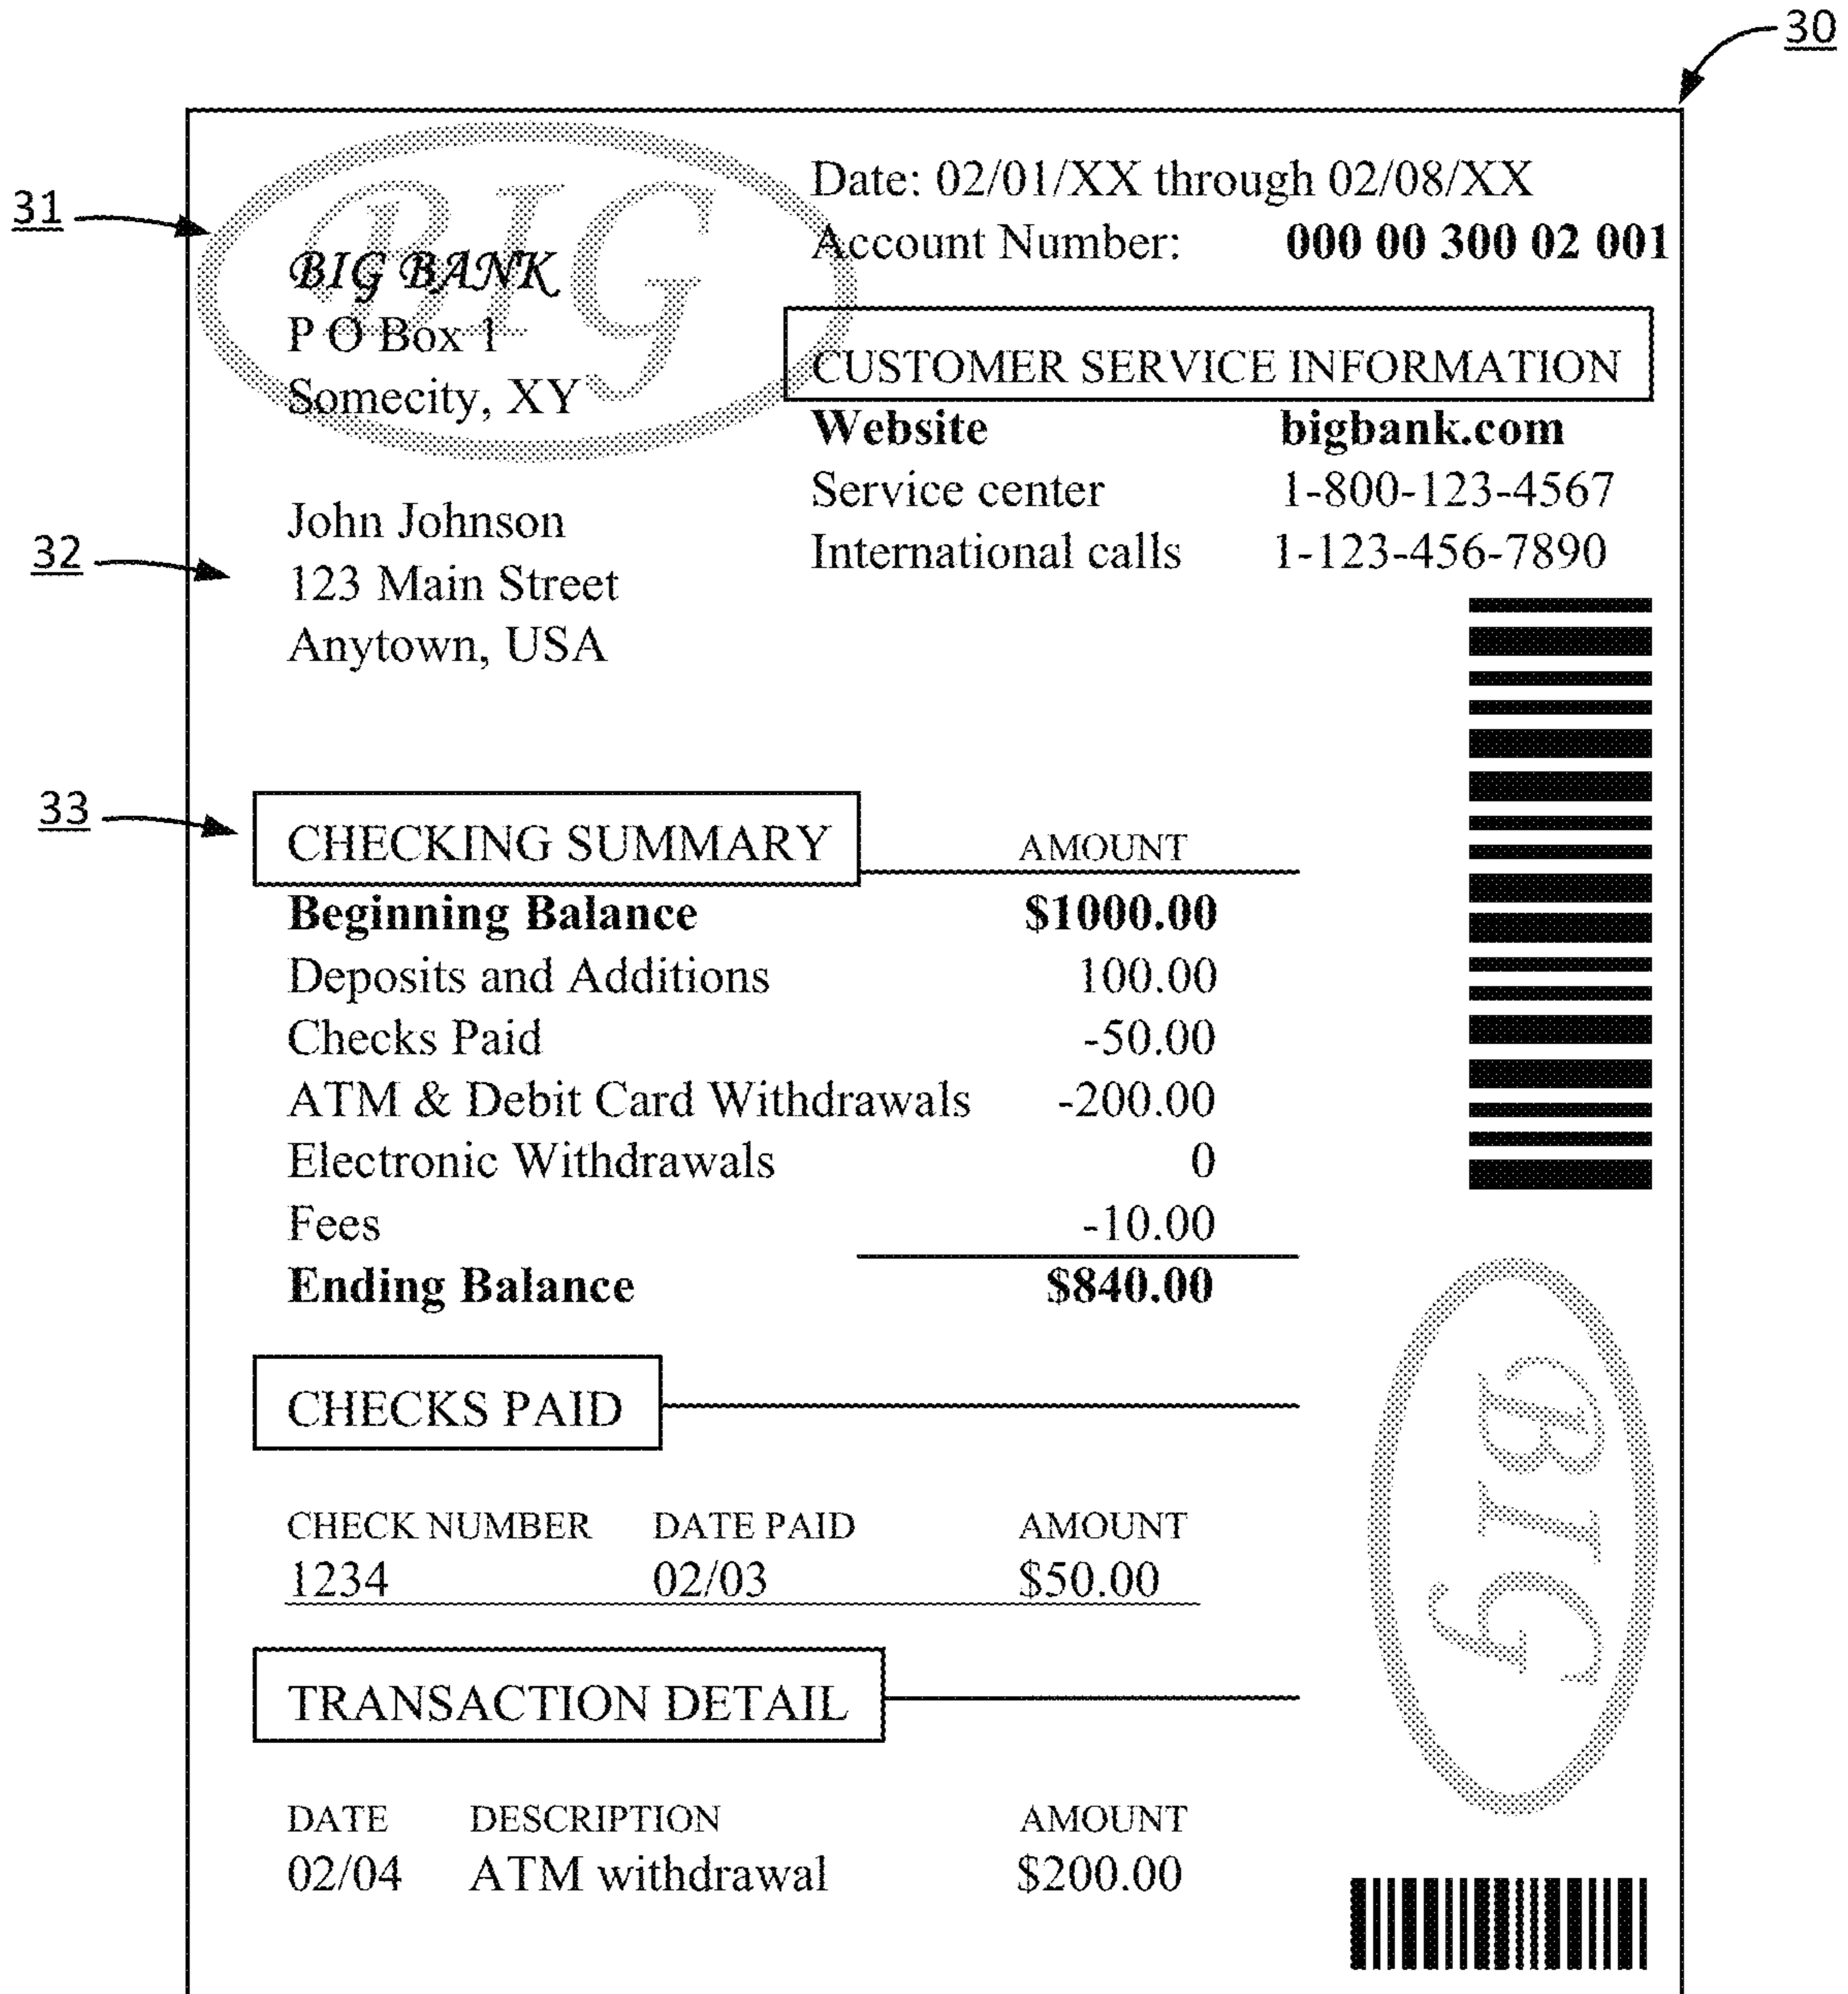 30
31
BIG
Date: 02/01/XX through 02/08/XX
Account Number: 000 00 300 02 001
BIG BANK
P O Box 1
Somecity, XY
CUSTOMER SERVICE INFORMATION
Website bigbank.com
Service center 1-800-123-4567
International calls 1-123-456-7890
32
John Johnson
123 Main Street
Anytown, USA
33
CHECKING SUMMARY AMOUNT
Beginning Balance $1000.00
Deposits and Additions 100.00
Checks Paid -50.00
ATM & Debit Card Withdrawals -200.00
Electronic Withdrawals 0
Fees -10.00
Ending Balance $840.00
CHECKS PAID
CHECK NUMBER DATE PAID AMOUNT
1234 02/03 $50.00
BIG
TRANSACTION DETAIL
DATE DESCRIPTION AMOUNT
02/04 ATM withdrawal $200.00